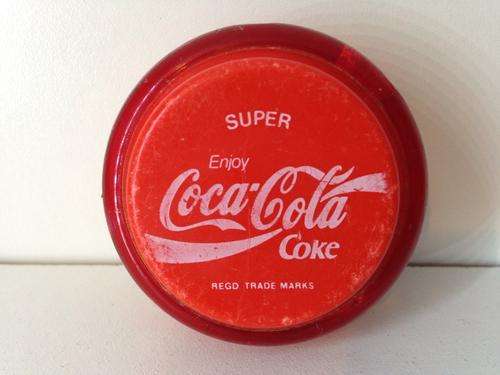 SUPER
Enjoy
Coca-Cola
Coke
REGD TRADE MARKS